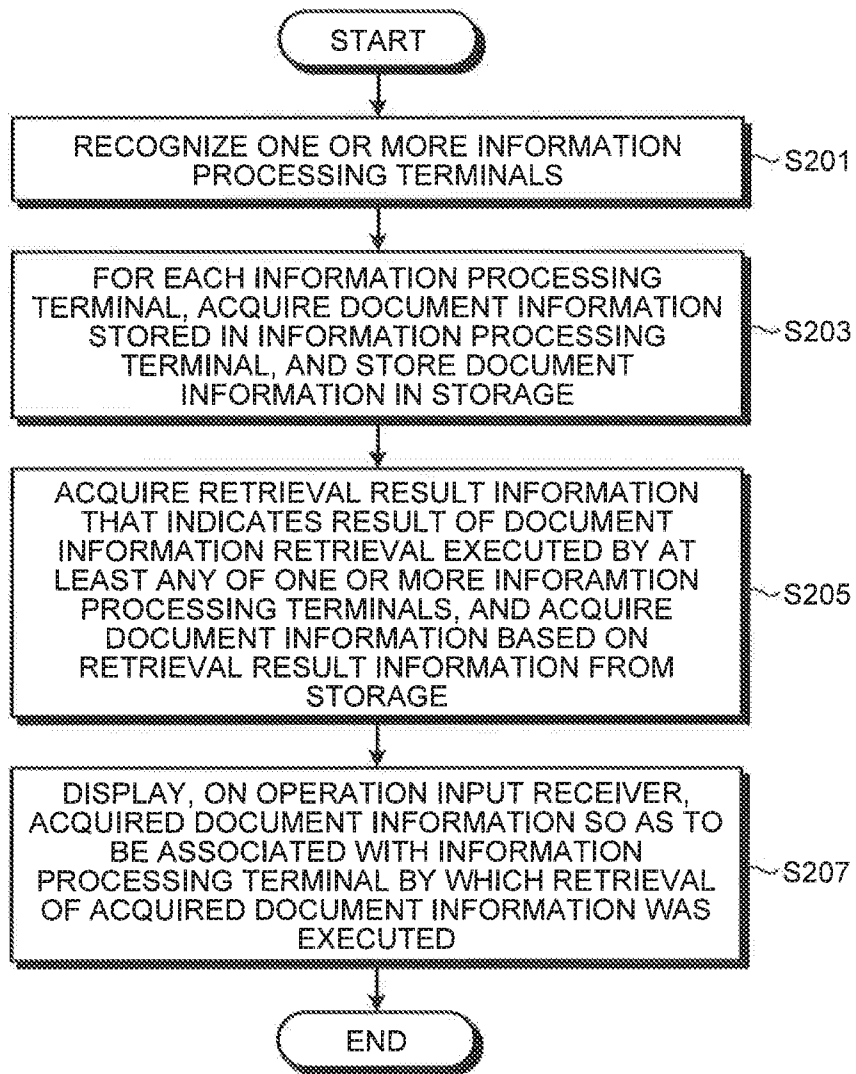 START
RECOGNIZE ONE OR MORE INFORMATION
PROCESSING TERMINALS
S201
FOR EACH INFORMATION PROCESSING
TERMINAL, ACQUIRE DOCUMENT INFORMATION
STORED IN INFORMATION PROCESSING
TERMINAL, AND STORE DOCUMENT
INFORMATION IN STORAGE
S203
ACQUIRE RETRIEVAL RESULT INFORMATION
THAT INDICATES RESULT OF DOCUMENT
INFORMATION RETRIEVAL EXECUTED BY AT
LEAST ANY OF ONE OR MORE INFORAMTION
PROCESSING TERMINALS, AND ACQUIRE
DOCUMENT INFORMATION BASED ON
RETRIEVAL RESULT INFORMATION FROM
STORAGE
S205
DISPLAY, ON OPERATION INPUT RECEIVER,
ACQUIRED DOCUMENT INFORMATION SO AS TO
BE ASSOCIATED WITH INFORMATION
PROCESSING TERMINAL BY WHICH RETRIEVAL
OF ACQUIRED DOCUMENT INFORMATION WAS
EXECUTED
S207
END